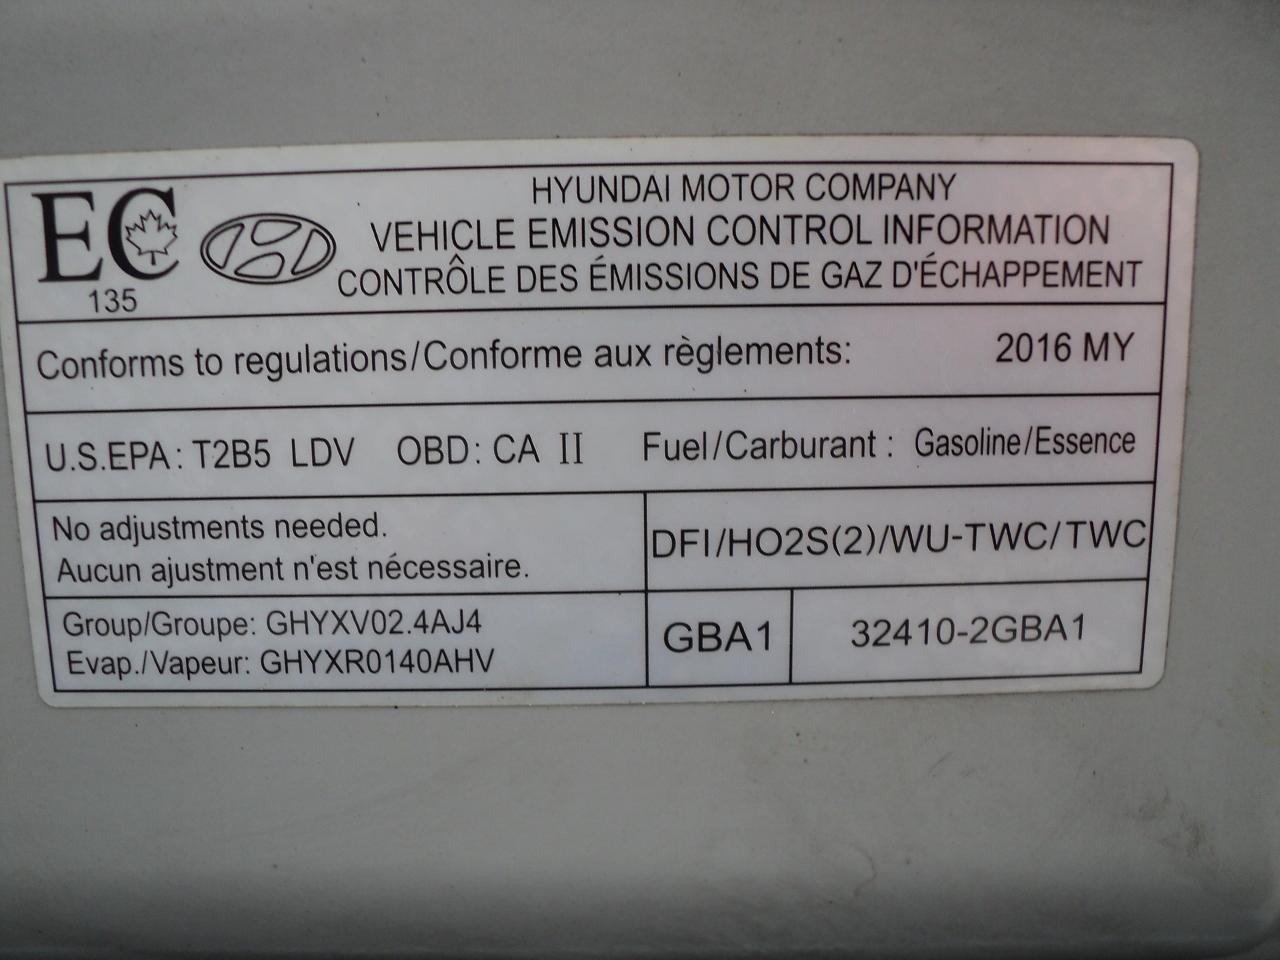 EC
135
HYUNDAI MOTOR COMPANY
VEHICLE EMISSION CONTROL INFORMATION
CONTRÔLE DES ÉMISSIONS DE GAZ D'ÉCHAPPEMENT
Conforms to regulations/Conforme aux règlements: 2016 MY
U.S.EPA: T2B5 LDV OBD: CA II Fuel/Carburant : Gasoline/Essence
No adjustments needed.
Aucun ajustment n'est nécessaire.
DFI/HO2S(2)/WU-TWC/TWC
Group/Groupe: GHYXV02.4AJ4
Evap./Vapeur: GHYXR0140AHV
GBA1
32410-2GBA1